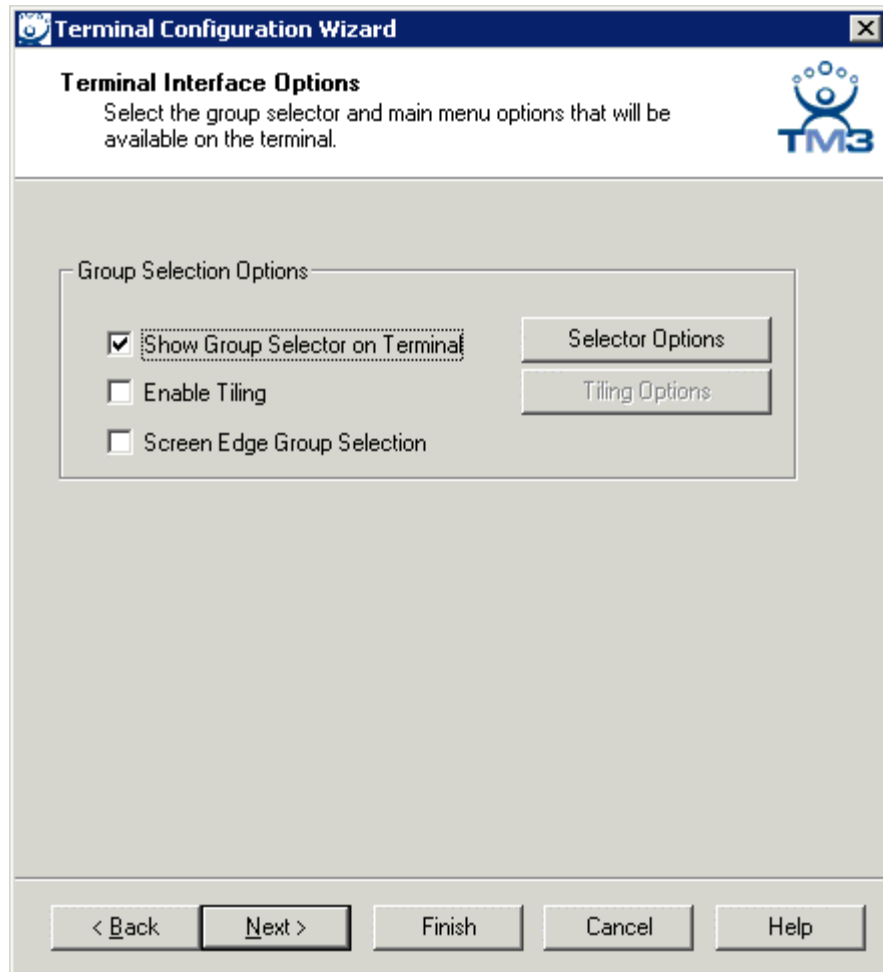 Terminal Configuration Wizard
Terminal Interface Options
Select the group selector and main menu options that will be
available on the terminal.
TM3
Group Selection Options
Show Group Selector on Terminal
Selector Options
Enable Tiling
Tiling Options
Screen Edge Group Selection
< Back
Next >
Finish
Cancel
Help